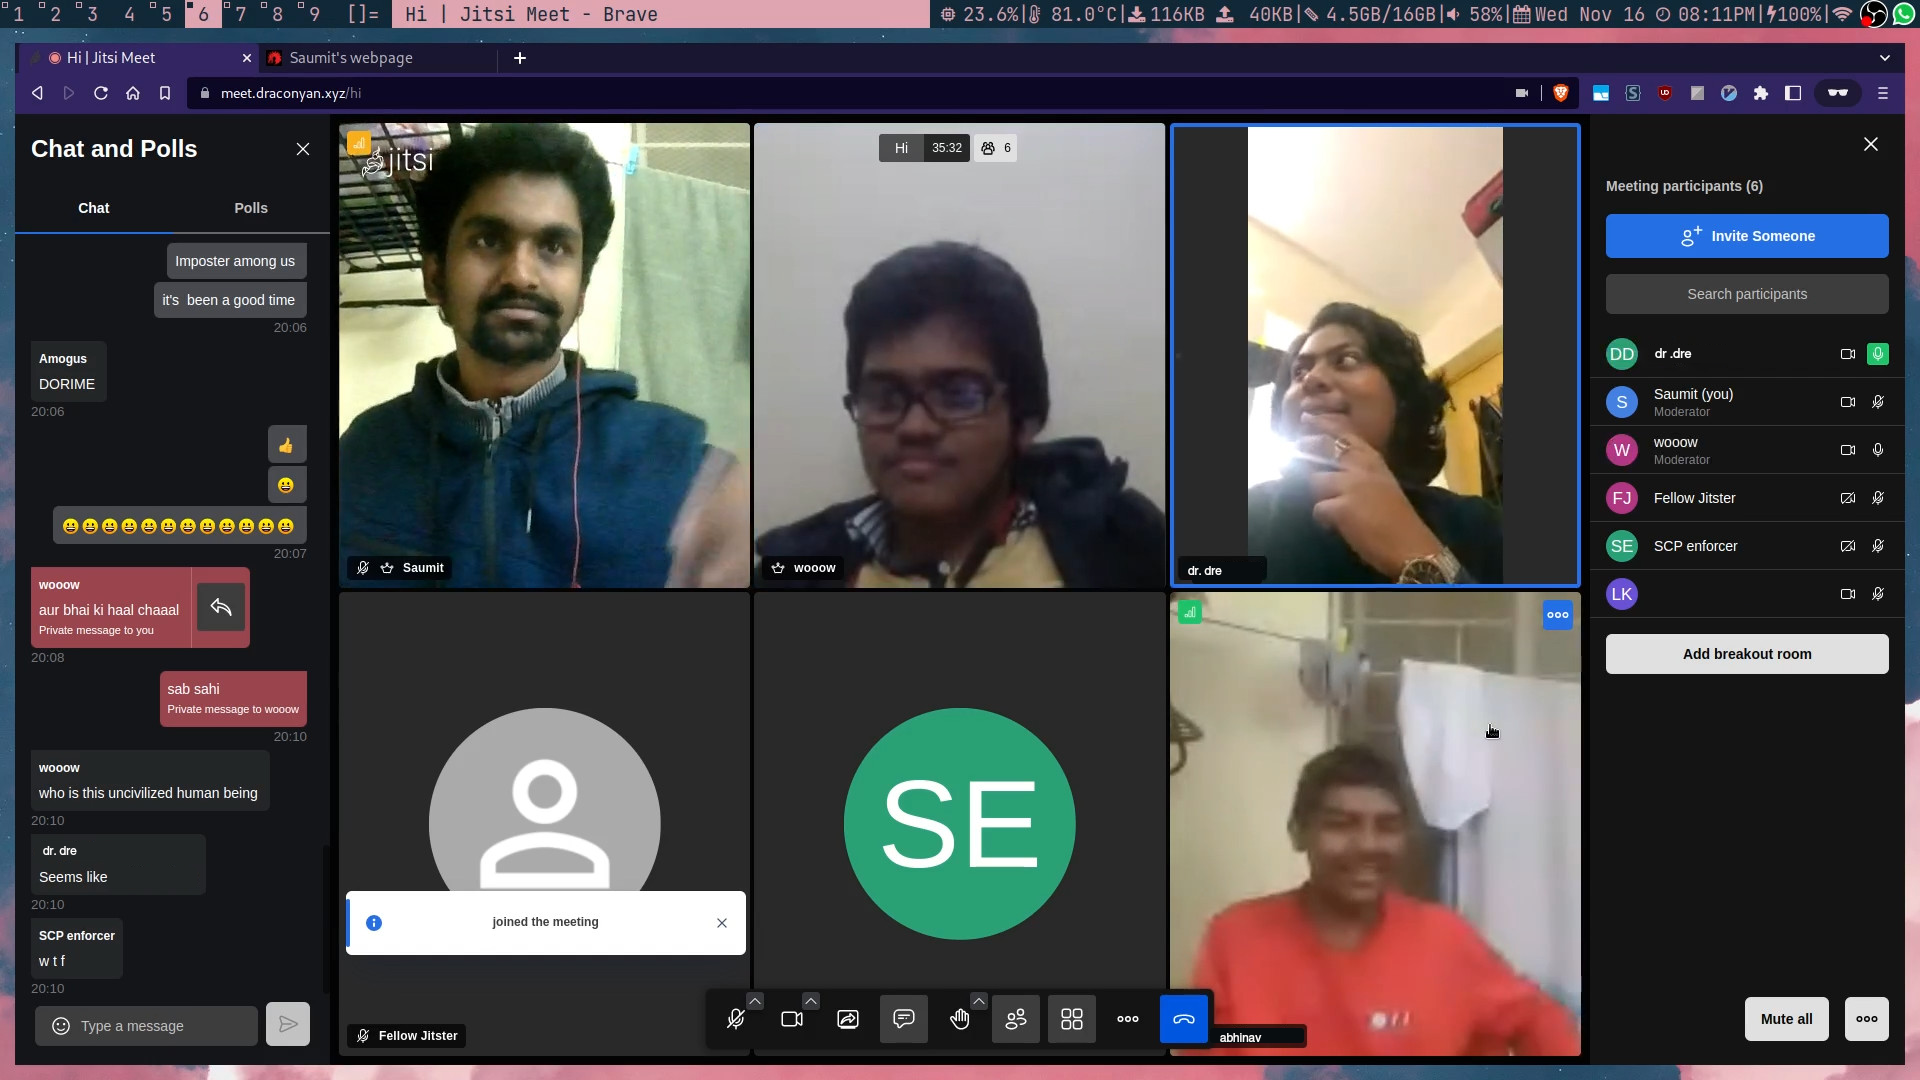 1 2 3 4 5 6 7 8 9 []= Hi | Jitsi Meet - Brave 23.6%| 81.0°C| 116KB 40KB| 4.5GB/16GB| 58%| Wed Nov 16 08:11PM| 100%|
Hi | Jitsi Meet
Saumit's webpage
meet.draconyan.xyz/hi
Chat and Polls
Chat
Polls
Imposter among us
it's been a good time
20:06
Amogus
DORIME
20:06
👍
😀
😀😀😀😀😀😀😀😀😀😀😀😀
20:07
wooow
aur bhai ki haal chaaal
Private message to you
20:08
sab sahi
Private message to wooow
20:10
wooow
who is this uncivilized human being
20:10
dr. dre
Seems like
20:10
SCP enforcer
w t f
20:10
Type a message
jitsi
Saumit
Hi
35:32
6
wooow
dr. dre
joined the meeting
Fellow Jitster
SE
abhinav
Meeting participants (6)
Invite Someone
Search participants
DD
dr .dre
S
Saumit (you)
Moderator
W
wooow
Moderator
FJ
Fellow Jitster
SE
SCP enforcer
LK
Add breakout room
Mute all